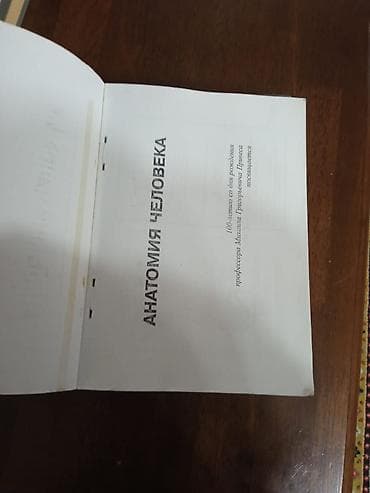 АНАТОМИЯ ЧЕЛОВЕКА
100-летию со дня рождения
профессора Михаила Григорьевича Привеса
посвящается